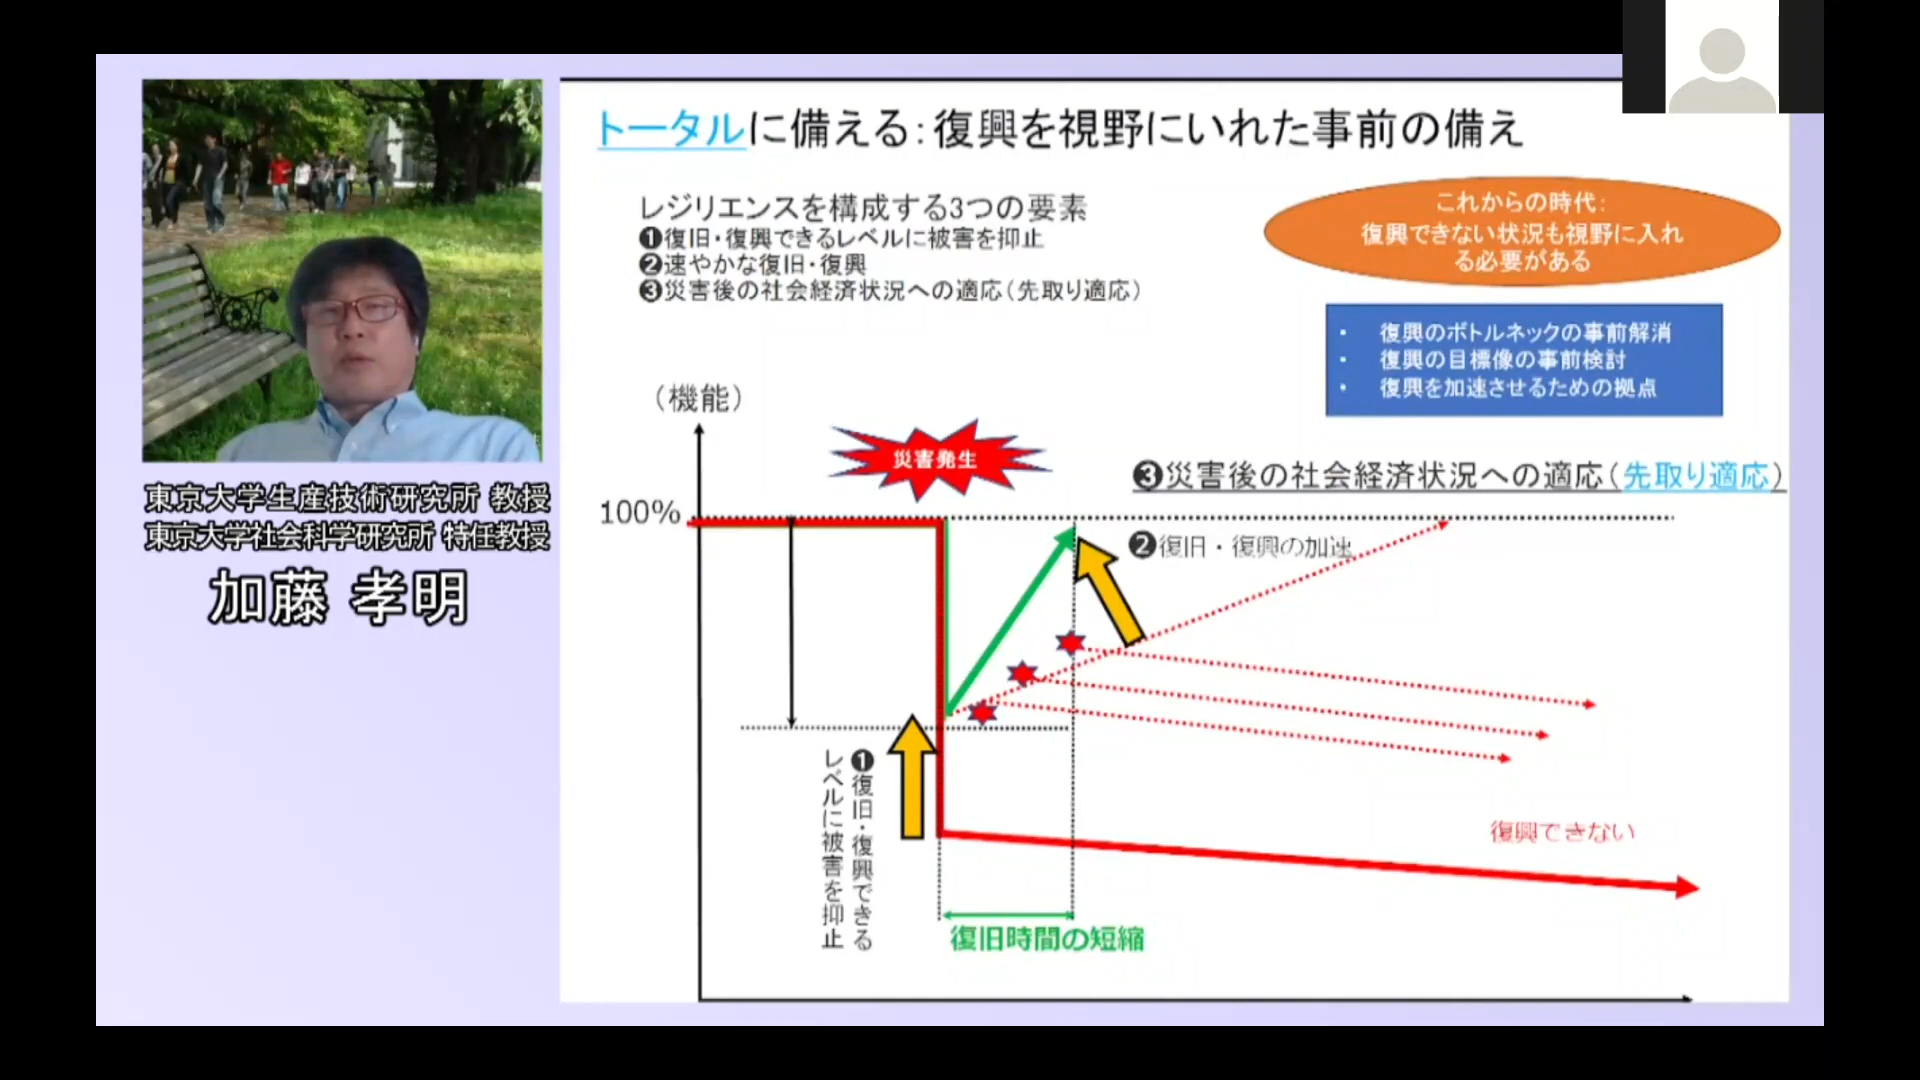 トータルに備える：復興を視野にいれた事前の備え
レジリエンスを構成する3つの要素
❶復旧・復興できるレベルに被害を抑止
❷速やかな復旧・復興
❸災害後の社会経済状況への適応（先取り適応）
これからの時代：
復興できない状況も視野に入れ
る必要がある
• 復興のボトルネックの事前解消
• 復興の目標像の事前検討
• 復興を加速させるための拠点
（機能）
災害発生
❸災害後の社会経済状況への適応（先取り適応）
100%
❷復旧・復興の加速
❶復旧・復興できる
レベルに被害を抑止
復興できない
復旧時間の短縮
東京大学生産技術研究所 教授
東京大学社会科学研究所 特任教授
加藤 孝明